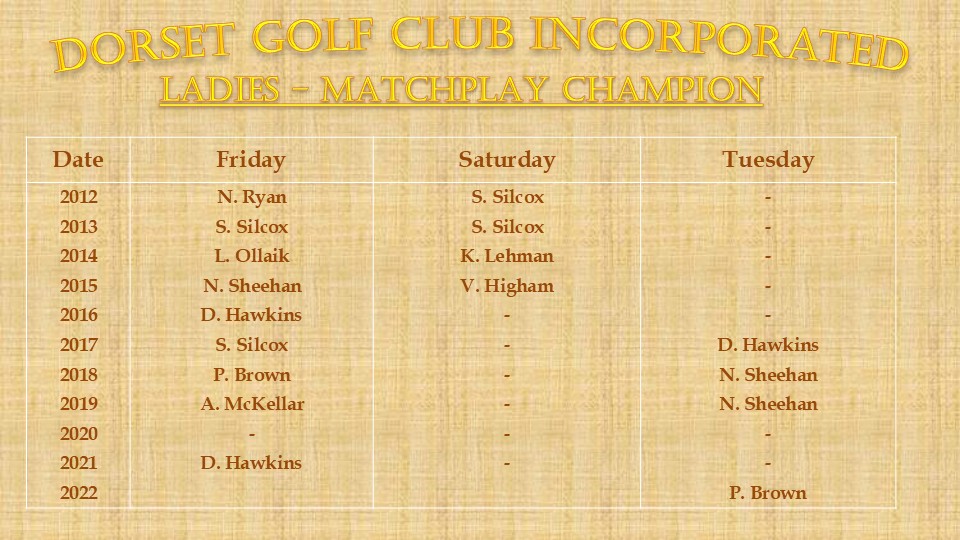 DORSET GOLF CLUB INCORPORATED
LADIES – MATCHPLAY CHAMPION
Date Friday Saturday Tuesday
2012 N. Ryan S. Silcox -
2013 S. Silcox S. Silcox -
2014 L. Ollaik K. Lehman -
2015 N. Sheehan V. Higham -
2016 D. Hawkins - -
2017 S. Silcox - D. Hawkins
2018 P. Brown - N. Sheehan
2019 A. McKellar - N. Sheehan
2020 - - -
2021 D. Hawkins - -
2022 P. Brown